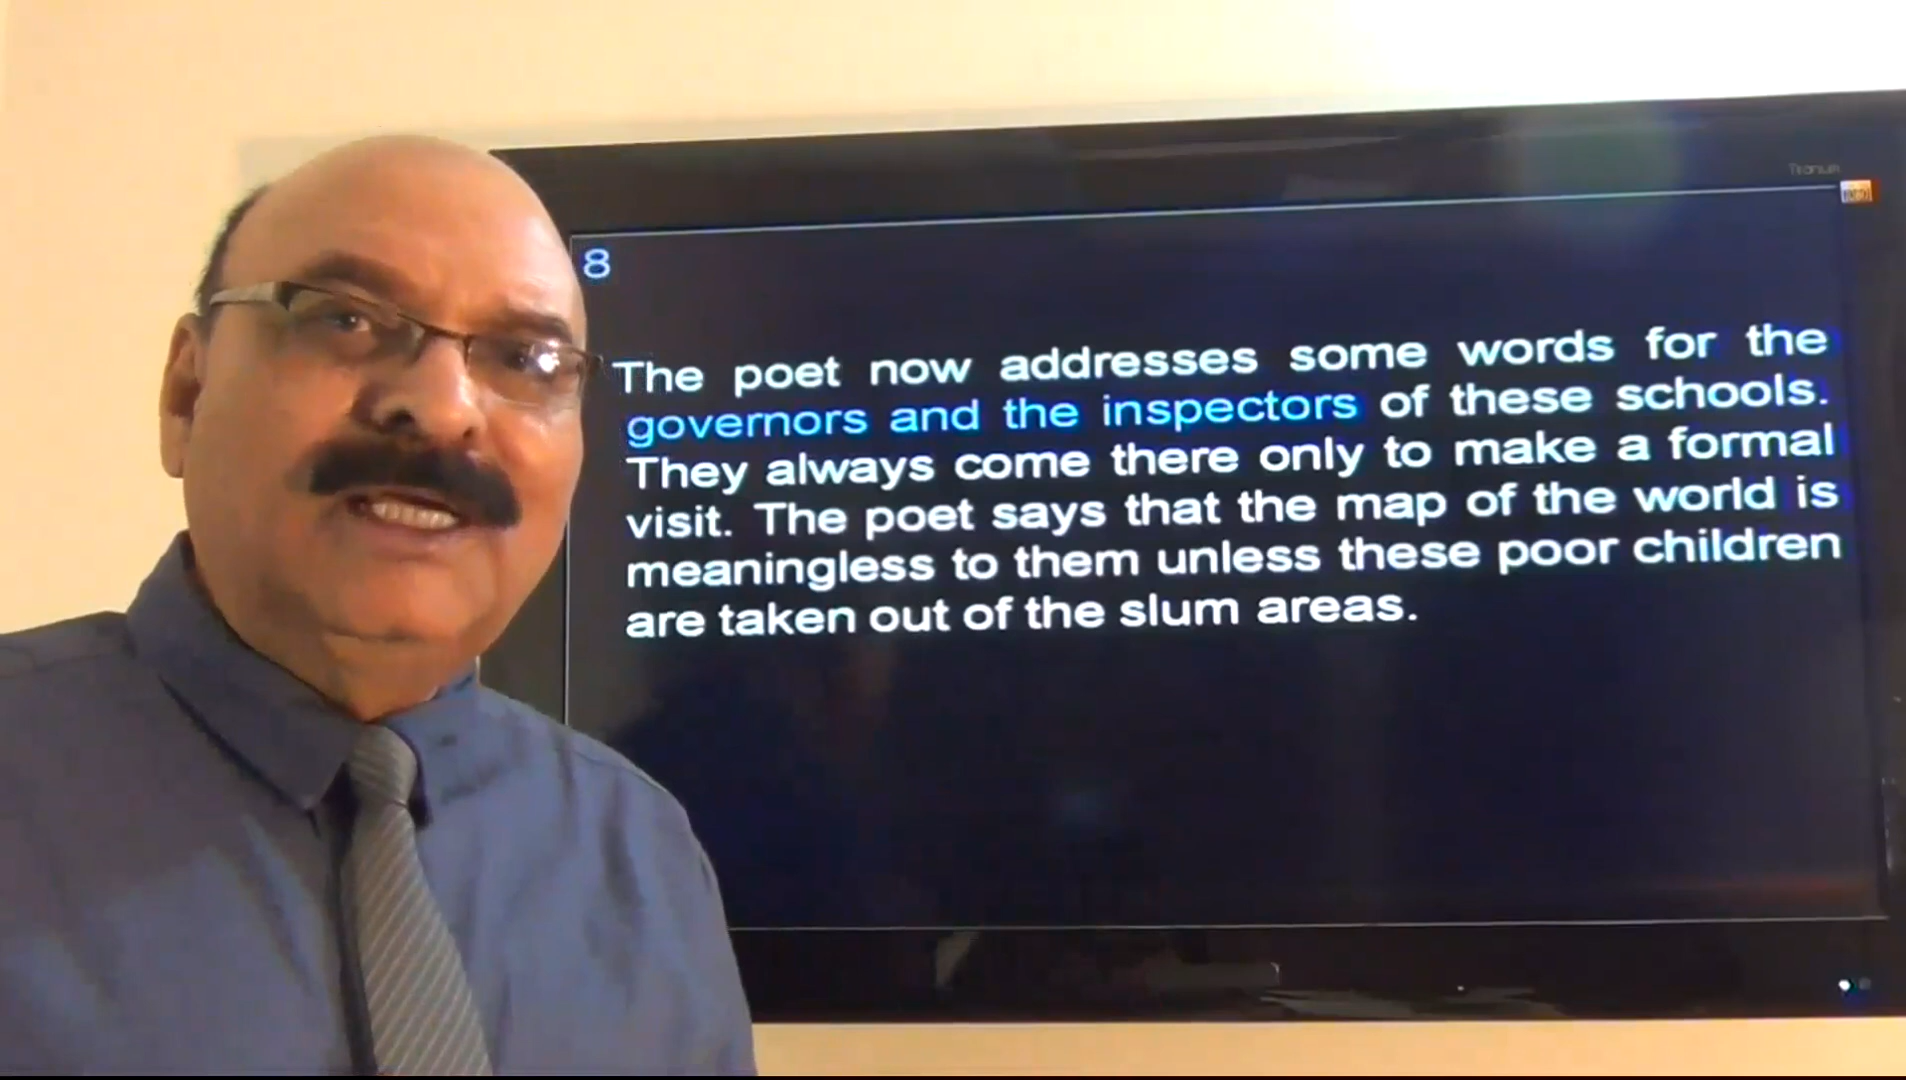 Titanium
8
The poet now addresses some words for the
governors and the inspectors of these schools.
They always come there only to make a formal
visit. The poet says that the map of the world is
meaningless to them unless these poor children
are taken out of the slum areas.